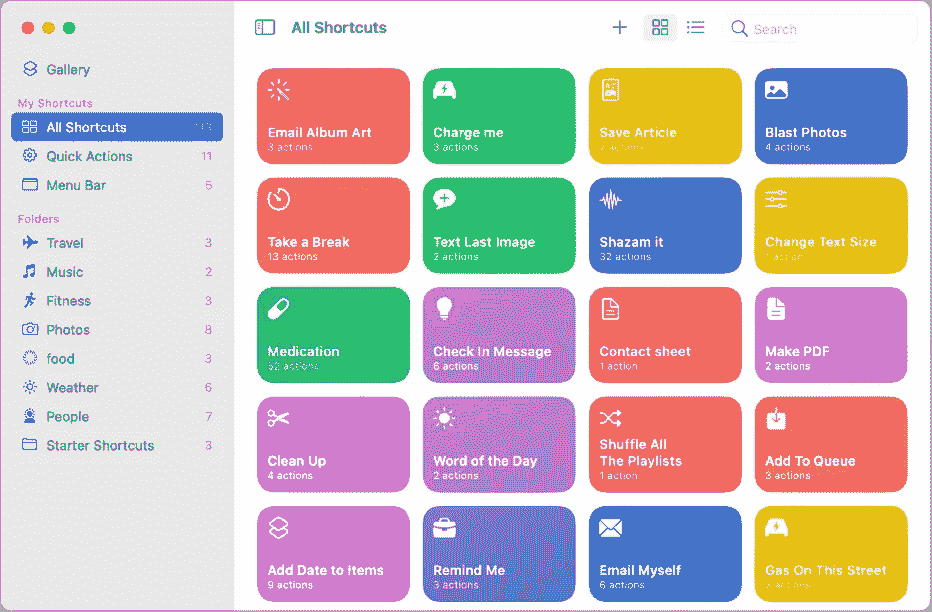 All Shortcuts
Search
Gallery
My Shortcuts
All Shortcuts
Quick Actions 11
Menu Bar 5
Folders
Travel 3
Music 2
Fitness 3
Photos 8
food 3
Weather 6
People 7
Starter Shortcuts 3
Email Album Art
3 actions
Charge me
3 actions
Save Article
actions
Blast Photos
4 actions
Take a Break
13 actions
Text Last Image
2 actions
Shazam it
32 actions
Change Text Size
1 action
Medication
52 actions
Check In Message
6 actions
Contact sheet
1 action
Make PDF
2 actions
Clean Up
4 actions
Word of the Day
2 actions
Shuffle All
The Playlists
1 action
Add To Queue
3 actions
Add Date to Items
9 actions
Remind Me
3 actions
Email Myself
6 actions
Gas On This Street
actions